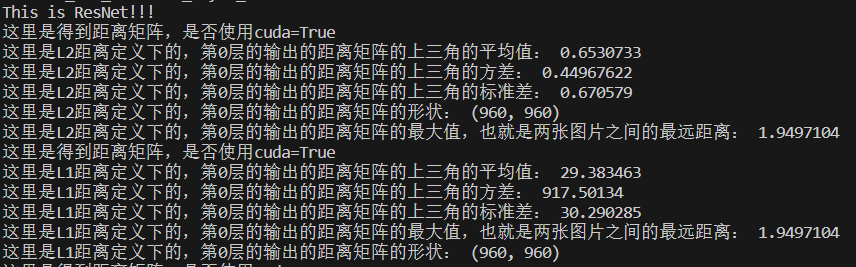 This is ResNet!!!
这里是得到距离矩阵，是否使用cuda=True
这里是L2距离定义下的，第0层的输出的距离矩阵的上三角的平均值： 0.6530733
这里是L2距离定义下的，第0层的输出的距离矩阵的上三角的方差： 0.44967622
这里是L2距离定义下的，第0层的输出的距离矩阵的上三角的标准差： 0.670579
这里是L2距离定义下的，第0层的输出的距离矩阵的形状： (960, 960)
这里是L2距离定义下的，第0层的输出的距离矩阵的最大值，也就是两张图片之间的最远距离： 1.9497104
这里是得到距离矩阵，是否使用cuda=True
这里是L1距离定义下的，第0层的输出的距离矩阵的上三角的平均值： 29.383463
这里是L1距离定义下的，第0层的输出的距离矩阵的上三角的方差： 917.50134
这里是L1距离定义下的，第0层的输出的距离矩阵的上三角的标准差： 30.290285
这里是L1距离定义下的，第0层的输出的距离矩阵的最大值，也就是两张图片之间的最远距离： 1.9497104
这里是L1距离定义下的，第0层的输出的距离矩阵的形状： (960, 960)